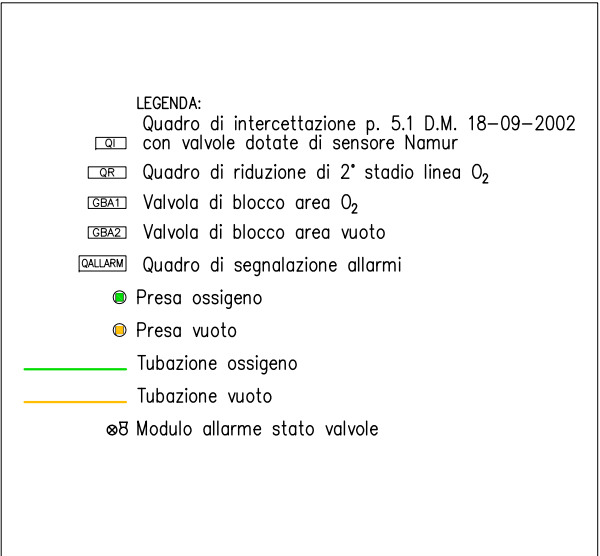 LEGENDA:
Quadro di intercettazione p. 5.1 D.M. 18-09-2002
QI con valvole dotate di sensore Namur
QR Quadro di riduzione di 2° stadio linea O₂
GBA1 Valvola di blocco area O₂
GBA2 Valvola di blocco area vuoto
QALLARM Quadro di segnalazione allarmi
Presa ossigeno
Presa vuoto
Tubazione ossigeno
Tubazione vuoto
Modulo allarme stato valvole